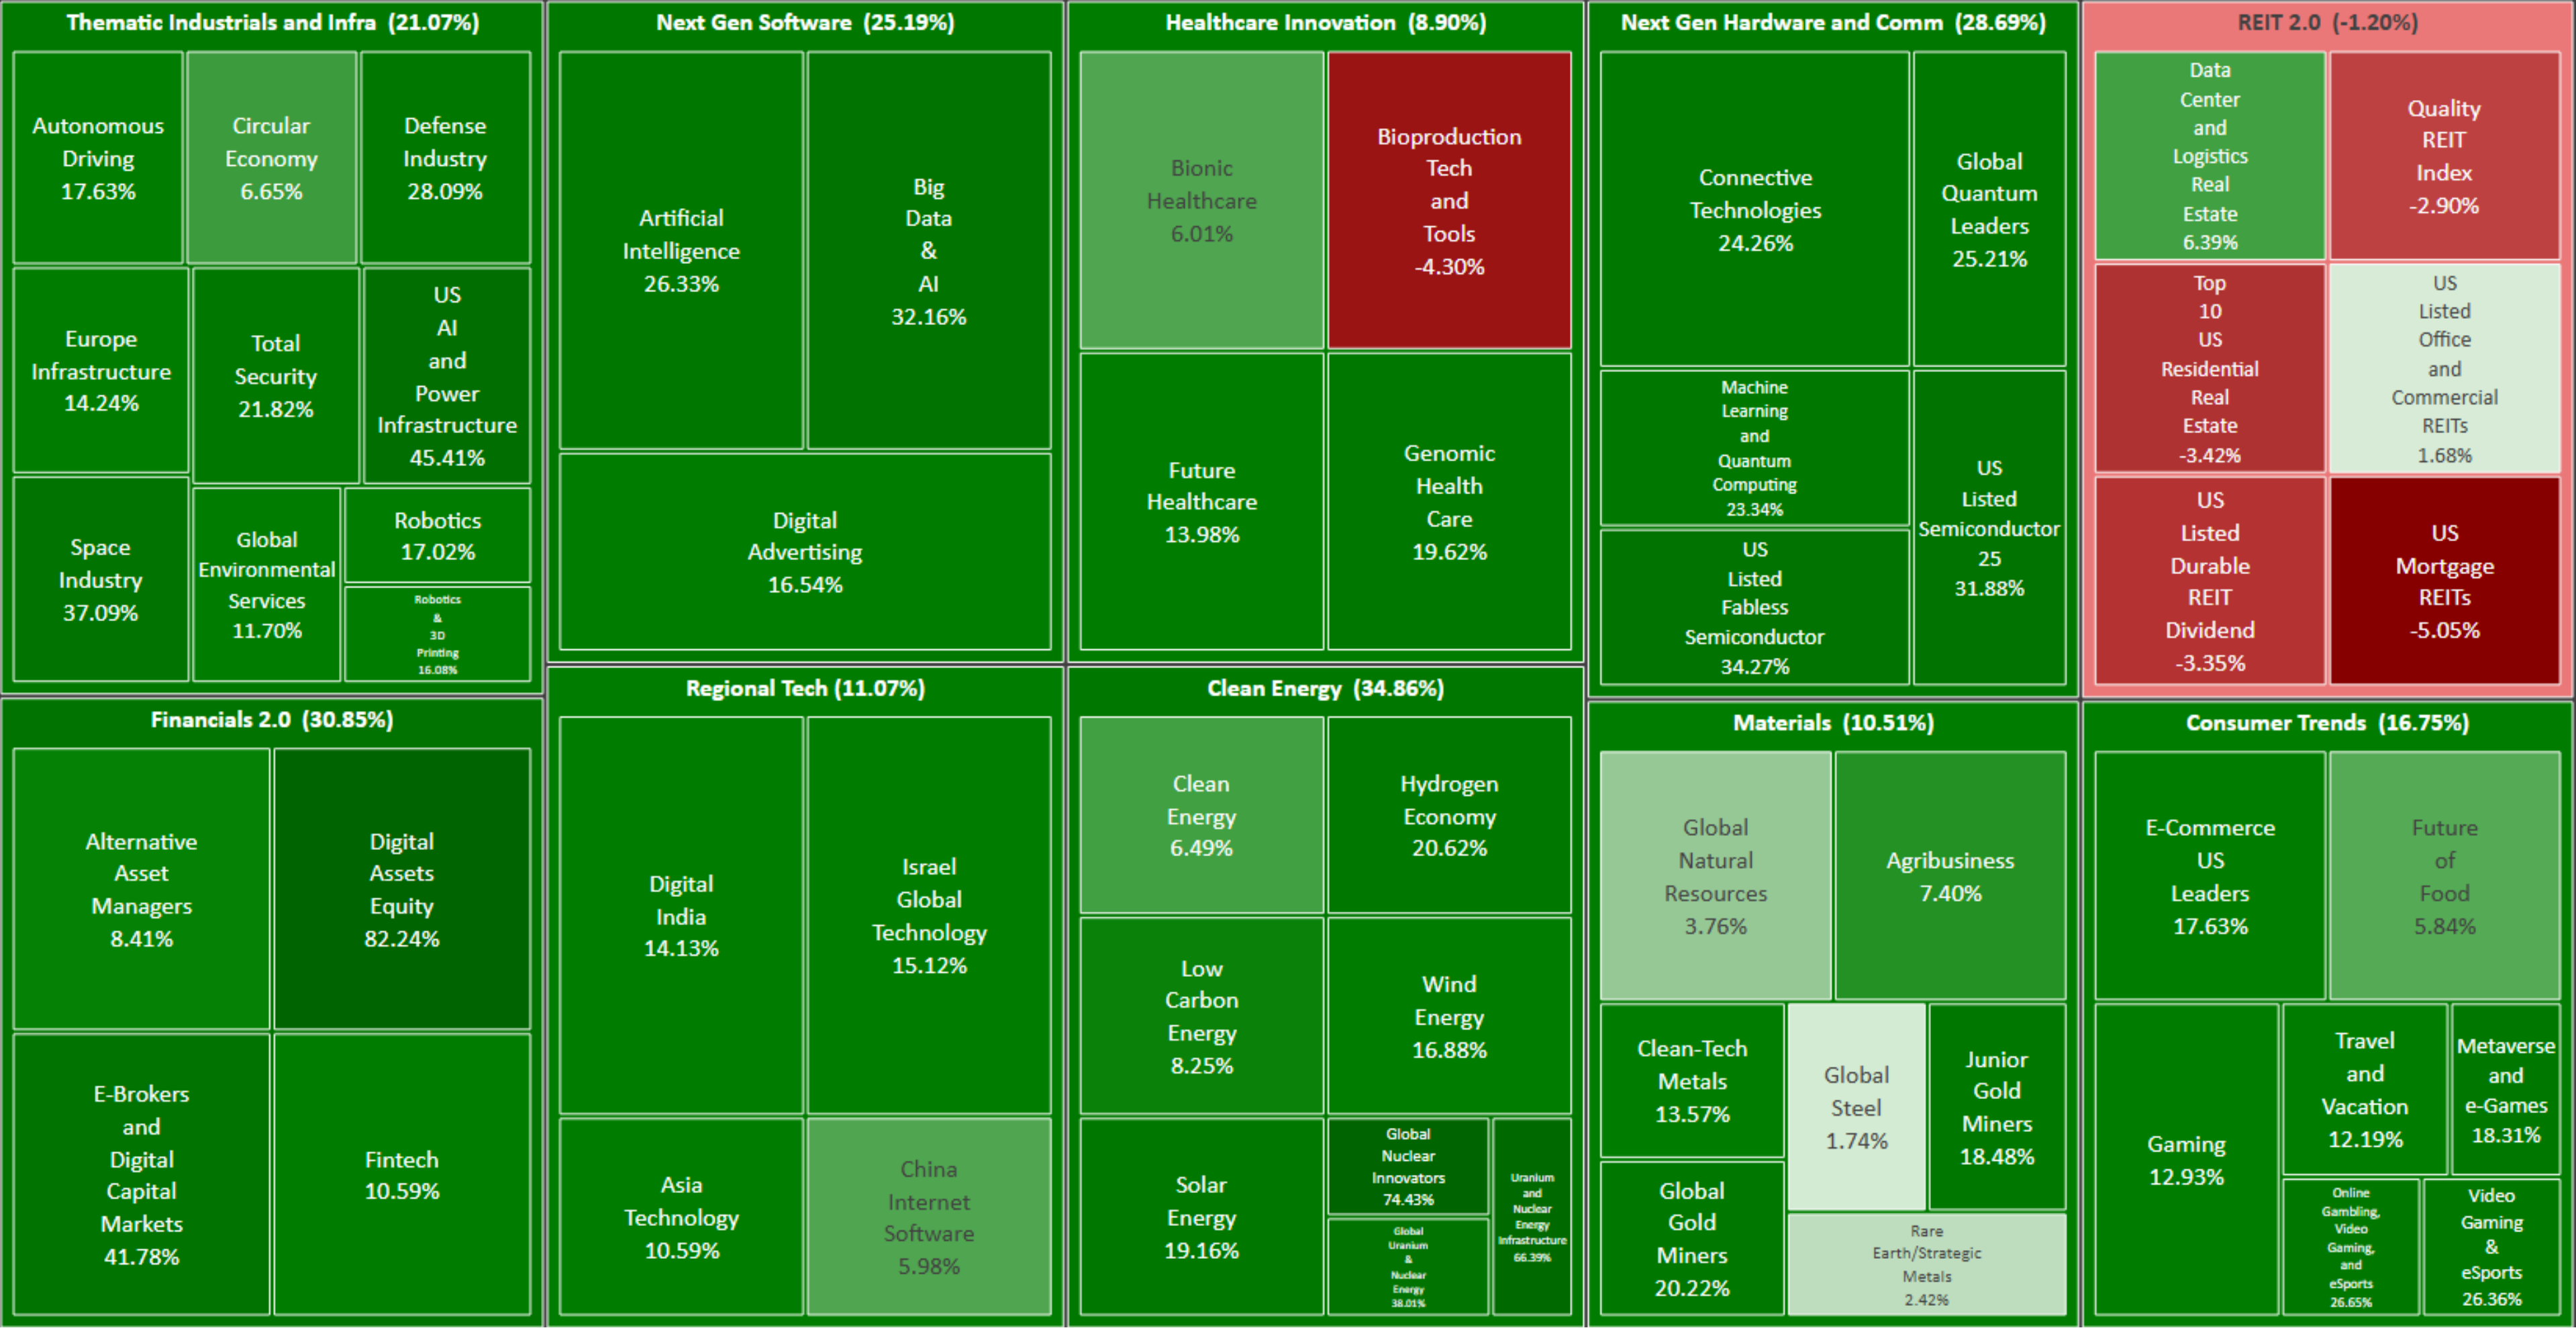 Thematic Industrials and Infra (21.07%)
Autonomous
Driving
17.63%
Circular
Economy
6.65%
Defense
Industry
28.09%
Europe
Infrastructure
14.24%
Total
Security
21.82%
US
AI
and
Power
Infrastructure
45.41%
Space
Industry
37.09%
Global
Environmental
Services
11.70%
Robotics
17.02%
Robotics
&
3D
Printing
16.08%
Next Gen Software (25.19%)
Artificial
Intelligence
26.33%
Big
Data
&
AI
32.16%
Digital
Advertising
16.54%
Healthcare Innovation (8.90%)
Bionic
Healthcare
6.01%
Bioproduction
Tech
and
Tools
-4.30%
Future
Healthcare
13.98%
Genomic
Health
Care
19.62%
Next Gen Hardware and Comm (28.69%)
Connective
Technologies
24.26%
Global
Quantum
Leaders
25.21%
Machine
Learning
and
Quantum
Computing
23.34%
US
Listed
Fabless
Semiconductor
34.27%
US
Listed
Semiconductor
25
31.88%
REIT 2.0 (-1.20%)
Data
Center
and
Logistics
Real
Estate
6.39%
Quality
REIT
Index
-2.90%
Top
10
US
Residential
Real
Estate
-3.42%
US
Listed
Office
and
Commercial
REITs
1.68%
US
Listed
Durable
REIT
Dividend
-3.35%
US
Mortgage
REITs
-5.05%
Financials 2.0 (30.85%)
Alternative
Asset
Managers
8.41%
Digital
Assets
Equity
82.24%
E-Brokers
and
Digital
Capital
Markets
41.78%
Fintech
10.59%
Regional Tech (11.07%)
Digital
India
14.13%
Israel
Global
Technology
15.12%
Asia
Technology
10.59%
China
Internet
Software
5.98%
Clean Energy (34.86%)
Clean
Energy
6.49%
Hydrogen
Economy
20.62%
Low
Carbon
Energy
8.25%
Wind
Energy
16.88%
Solar
Energy
19.16%
Global
Nuclear
Innovators
74.43%
Global
Uranium
&
Nuclear
Energy
38.01%
Uranium
and
Nuclear
Energy
Infrastructure
66.39%
Materials (10.51%)
Global
Natural
Resources
3.76%
Agribusiness
7.40%
Clean-Tech
Metals
13.57%
Global
Steel
1.74%
Junior
Gold
Miners
18.48%
Global
Gold
Miners
20.22%
Rare
Earth/Strategic
Metals
2.42%
Consumer Trends (16.75%)
E-Commerce
US
Leaders
17.63%
Future
of
Food
5.84%
Gaming
12.93%
Travel
and
Vacation
12.19%
Metaverse
and
e-Games
18.31%
Online
Gambling,
Video
Gaming,
and
eSports
26.65%
Video
Gaming
&
eSports
26.36%